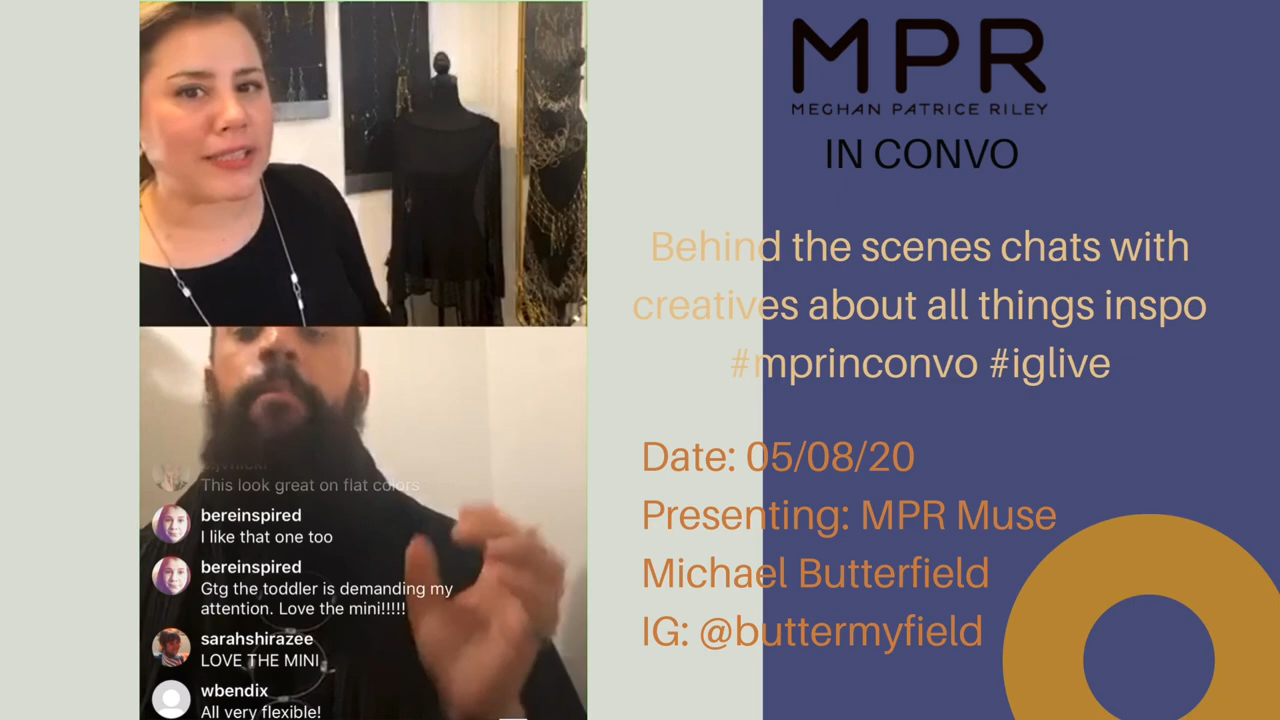 MPR
MEGHAN PATRICE RILEY
IN CONVO
Behind the scenes chats with
creatives about all things inspo
#mprinconvo #iglive
Date: 05/08/20
Presenting: MPR Muse
Michael Butterfield
IG: @buttermyfield
This look great on flat colors
bereinspired
I like that one too
bereinspired
Gtg the toddler is demanding my
attention. Love the mini!!!!!
sarahshirazee
LOVE THE MINI
wbendix
All very flexible!